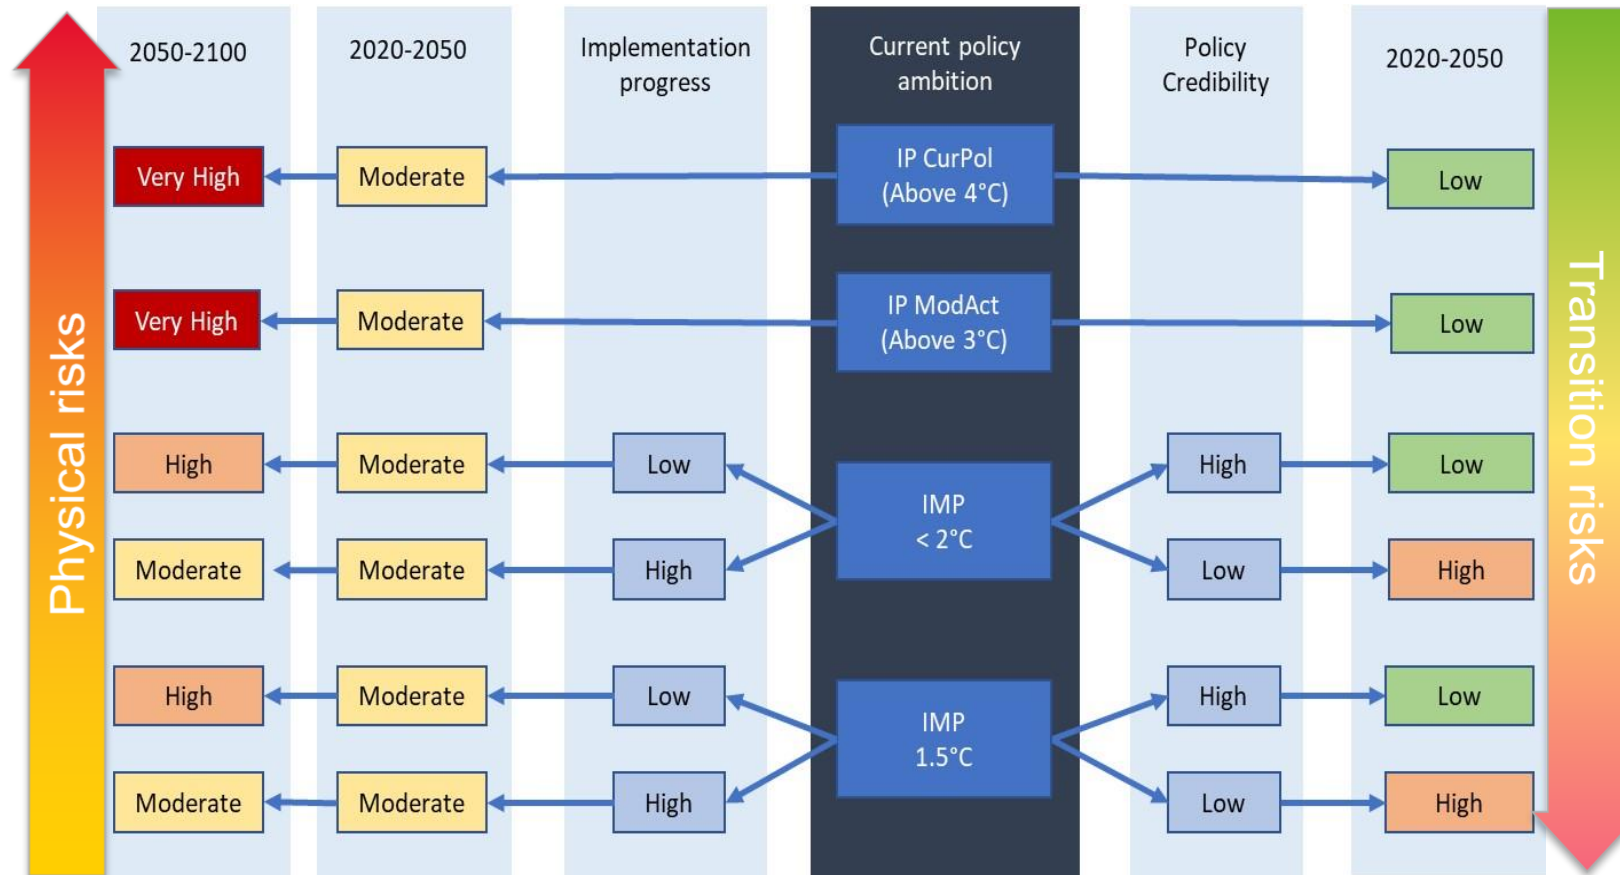 Physical risks
2050-2100
2020-2050
Implementation
progress
Current policy
ambition
Policy
Credibility
2020-2050
Transition risks
Very High
Moderate
IP CurPol
(Above 4°C)
Low
Very High
Moderate
IP ModAct
(Above 3°C)
Low
High
Moderate
Low
IMP
< 2°C
High
Low
Moderate
Moderate
High
Low
High
High
Moderate
Low
IMP
1.5°C
High
Low
Moderate
Moderate
High
Low
High